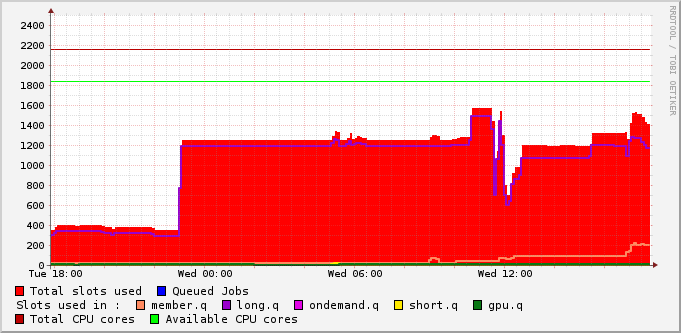 2400
2200
2000
1800
1600
1400
1200
1000
800
600
400
200
0
Tue 18:00 Wed 00:00 Wed 06:00 Wed 12:00
Total slots used Queued Jobs
Slots used in : member.q long.q ondemand.q short.q gpu.q
Total CPU cores Available CPU cores
RRDTOOL / TOBI OETIKER